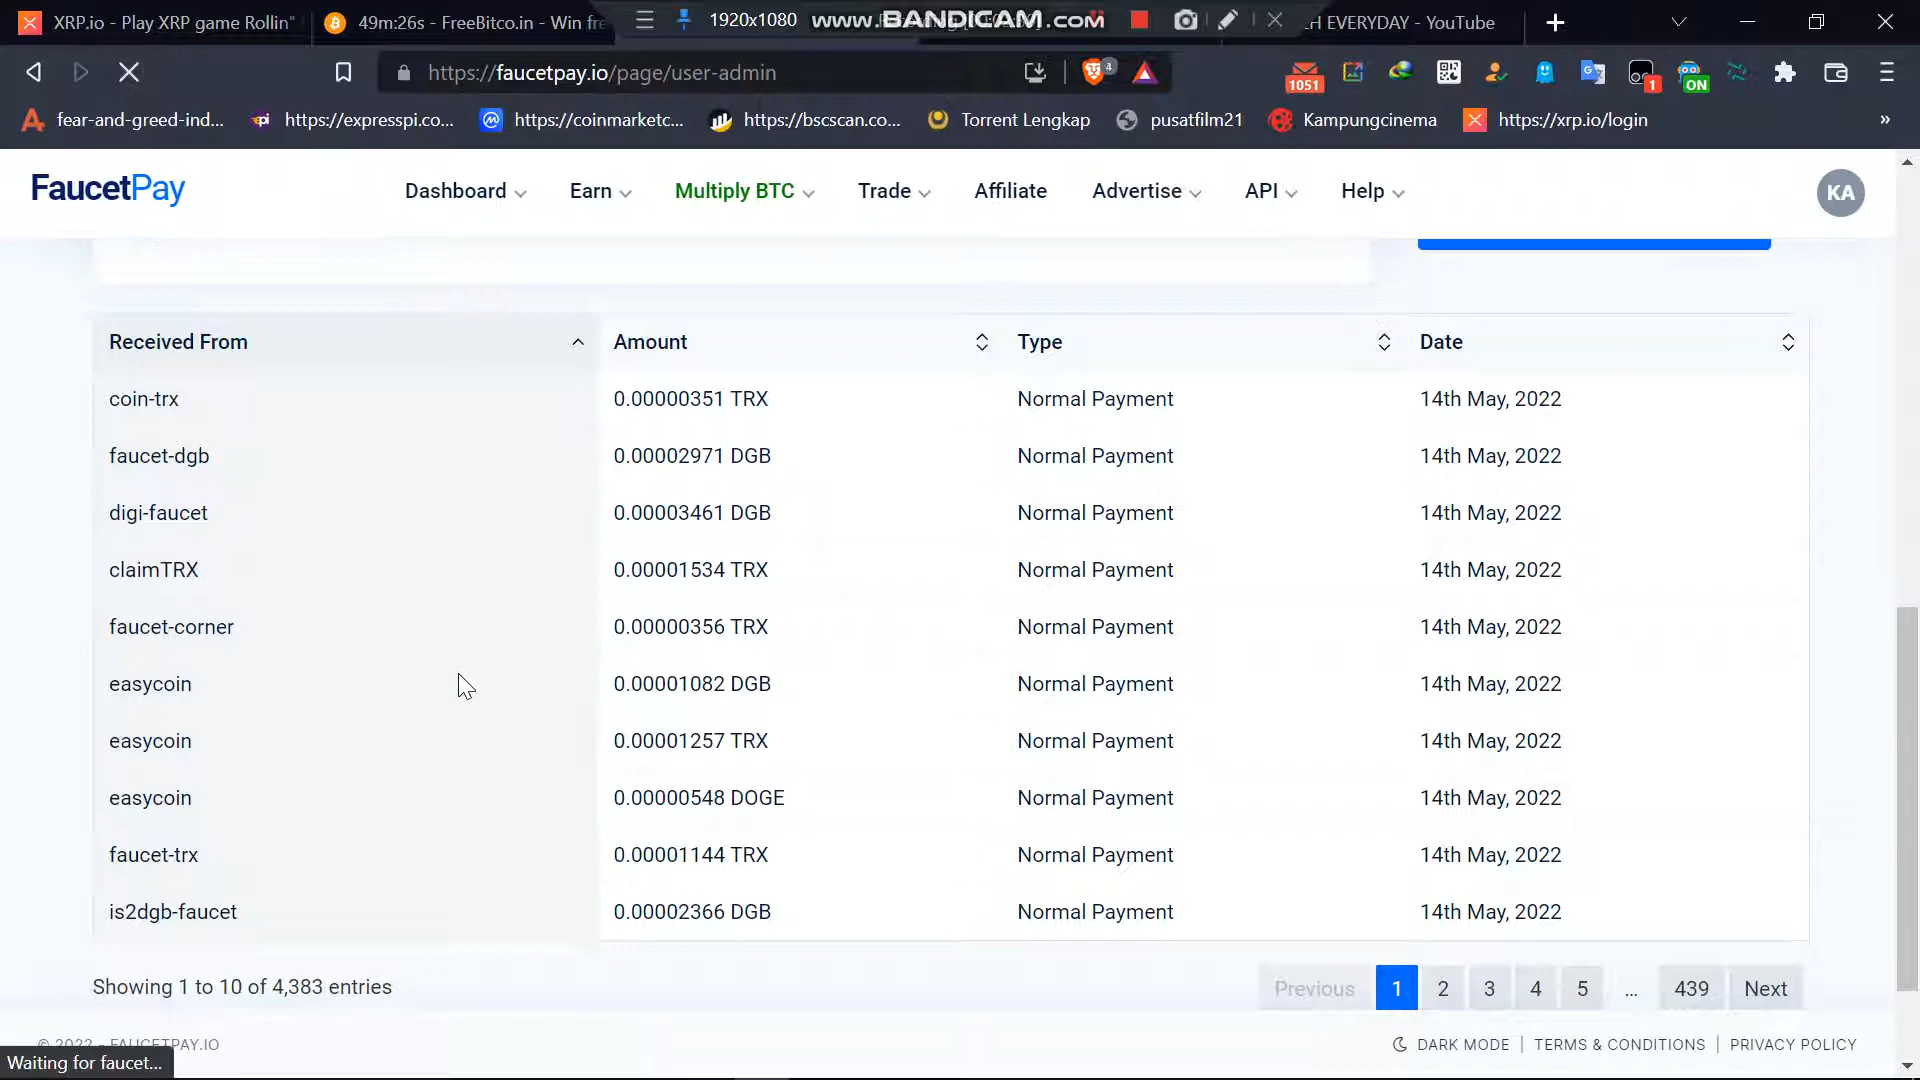 XRP.io - Play XRP game Rollin"
49m:26s - FreeBitco.in - Win fre
1920x1080
www.BANDICAM.com
H EVERYDAY - YouTube
https://faucetpay.io/page/user-admin
4
1051
1
ON
fear-and-greed-ind...
https://expresspi.co...
https://coinmarketc...
https://bscscan.co...
Torrent Lengkap
pusatfilm21
Kampungcinema
https://xrp.io/login
»
FaucetPay
Dashboard
Earn
Multiply BTC
Trade
Affiliate
Advertise
API
Help
KA
Received From Amount Type Date
coin-trx 0.00000351 TRX Normal Payment 14th May, 2022
faucet-dgb 0.00002971 DGB Normal Payment 14th May, 2022
digi-faucet 0.00003461 DGB Normal Payment 14th May, 2022
claimTRX 0.00001534 TRX Normal Payment 14th May, 2022
faucet-corner 0.00000356 TRX Normal Payment 14th May, 2022
easycoin 0.00001082 DGB Normal Payment 14th May, 2022
easycoin 0.00001257 TRX Normal Payment 14th May, 2022
easycoin 0.00000548 DOGE Normal Payment 14th May, 2022
faucet-trx 0.00001144 TRX Normal Payment 14th May, 2022
is2dgb-faucet 0.00002366 DGB Normal Payment 14th May, 2022
Showing 1 to 10 of 4,383 entries
Previous 1 2 3 4 5 ... 439 Next
© 2022 - FAUCETPAY.IO
DARK MODE | TERMS & CONDITIONS | PRIVACY POLICY
Waiting for faucet...